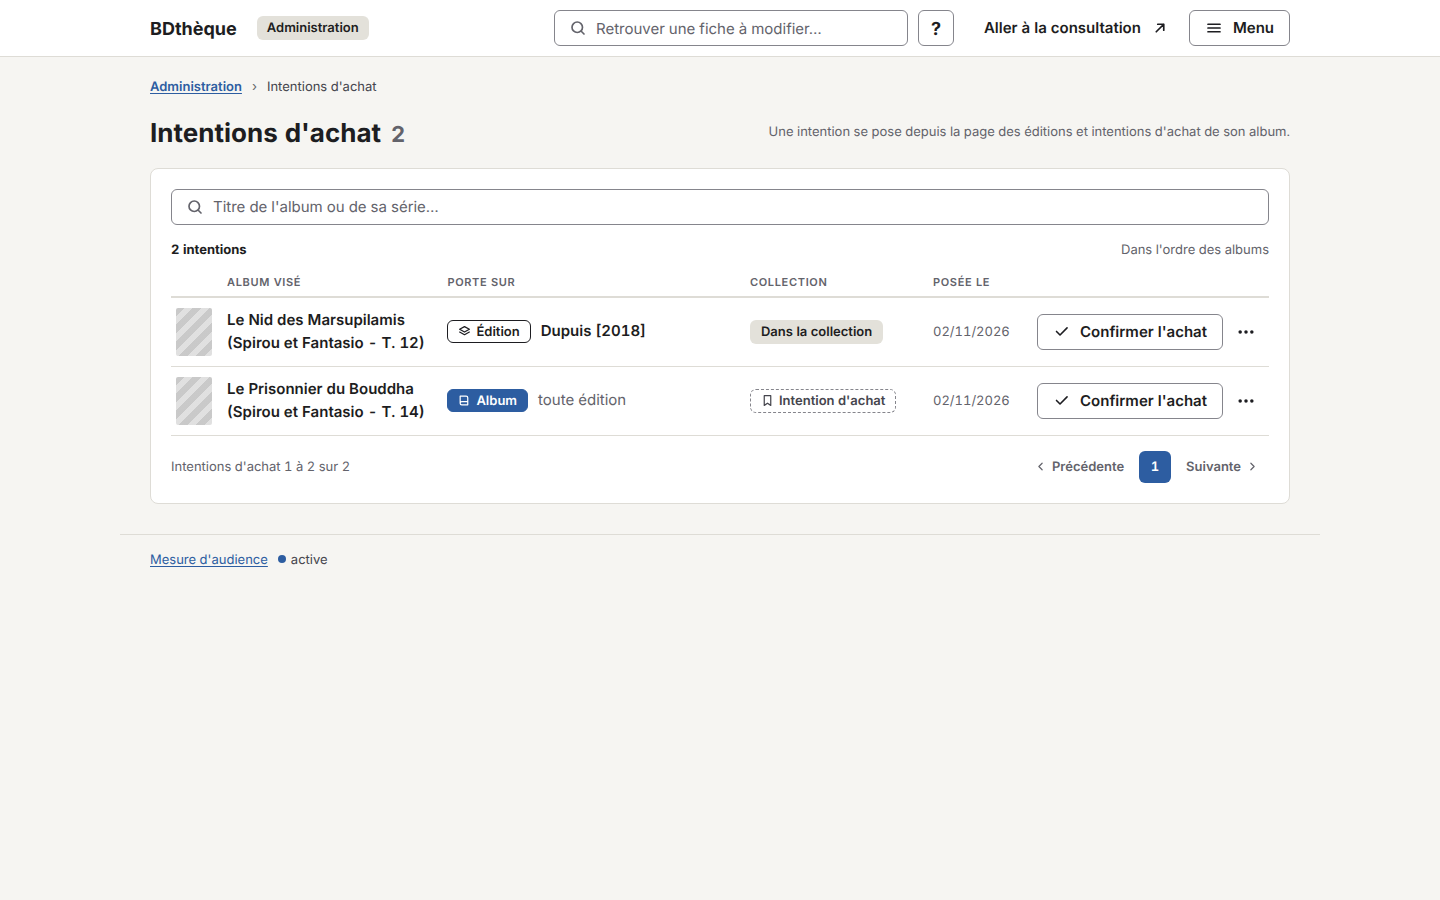 BDthèque
Administration
Retrouver une fiche à modifier...
?
Aller à la consultation
Menu
Administration › Intentions d'achat
Intentions d'achat 2
Une intention se pose depuis la page des éditions et intentions d'achat de son album.
Titre de l'album ou de sa série...
2 intentions
Dans l'ordre des albums
ALBUM VISÉ PORTE SUR COLLECTION POSÉE LE
Le Nid des Marsupilamis
(Spirou et Fantasio - T. 12)
Édition Dupuis [2018]
Dans la collection
02/11/2026
Confirmer l'achat
Le Prisonnier du Bouddha
(Spirou et Fantasio - T. 14)
Album toute édition
Intention d'achat
02/11/2026
Confirmer l'achat
Intentions d'achat 1 à 2 sur 2
Précédente 1 Suivante
Mesure d'audience active